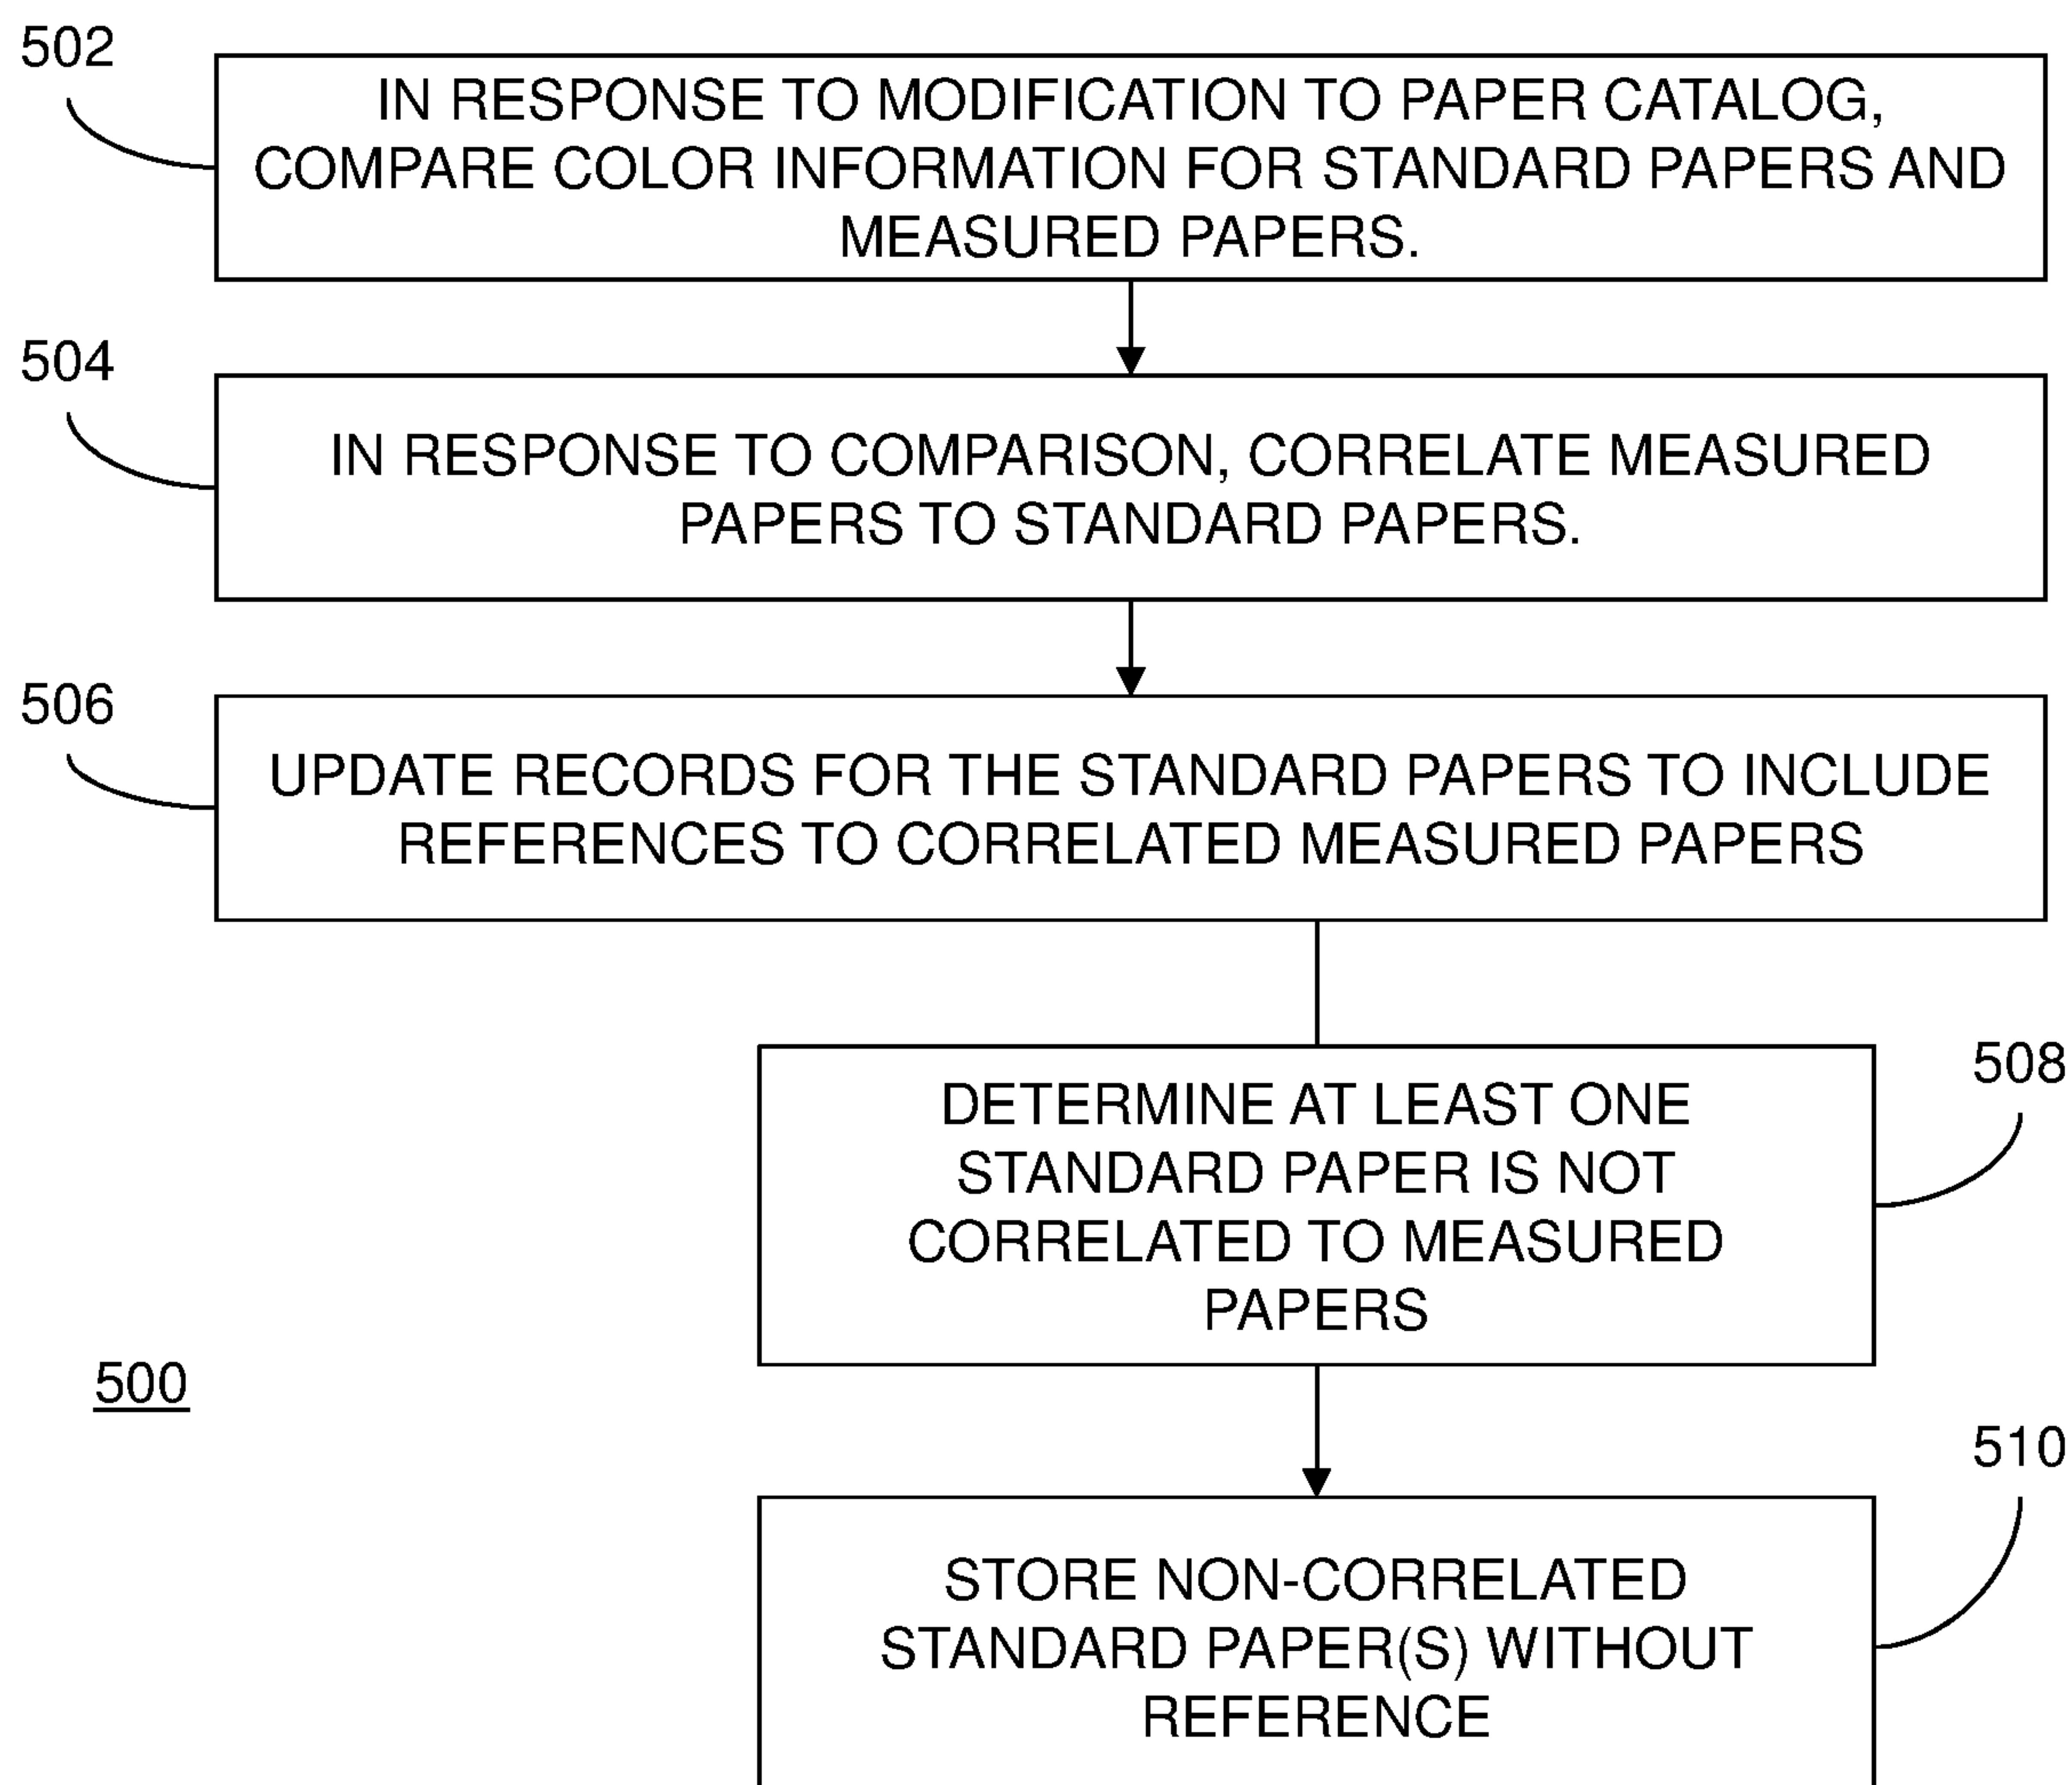 502
IN RESPONSE TO MODIFICATION TO PAPER CATALOG,
COMPARE COLOR INFORMATION FOR STANDARD PAPERS AND
MEASURED PAPERS.
504
IN RESPONSE TO COMPARISON, CORRELATE MEASURED
PAPERS TO STANDARD PAPERS.
506
UPDATE RECORDS FOR THE STANDARD PAPERS TO INCLUDE
REFERENCES TO CORRELATED MEASURED PAPERS
508
DETERMINE AT LEAST ONE
STANDARD PAPER IS NOT
CORRELATED TO MEASURED
PAPERS
500
510
STORE NON-CORRELATED
STANDARD PAPER(S) WITHOUT
REFERENCE